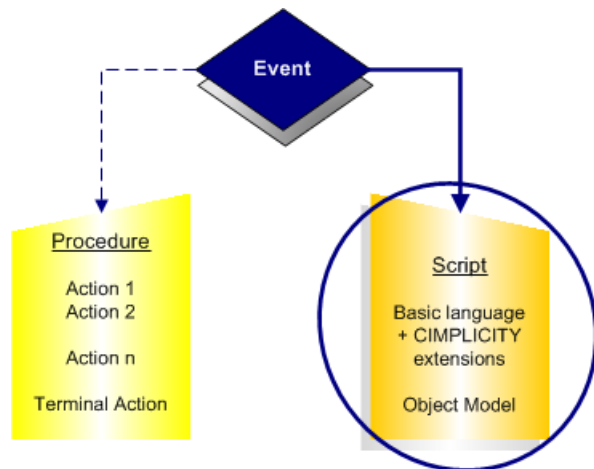 Event
Procedure
Action 1
Action 2
Action n
Terminal Action
Script
Basic language
+ CIMPLICITY
extensions
Object Model